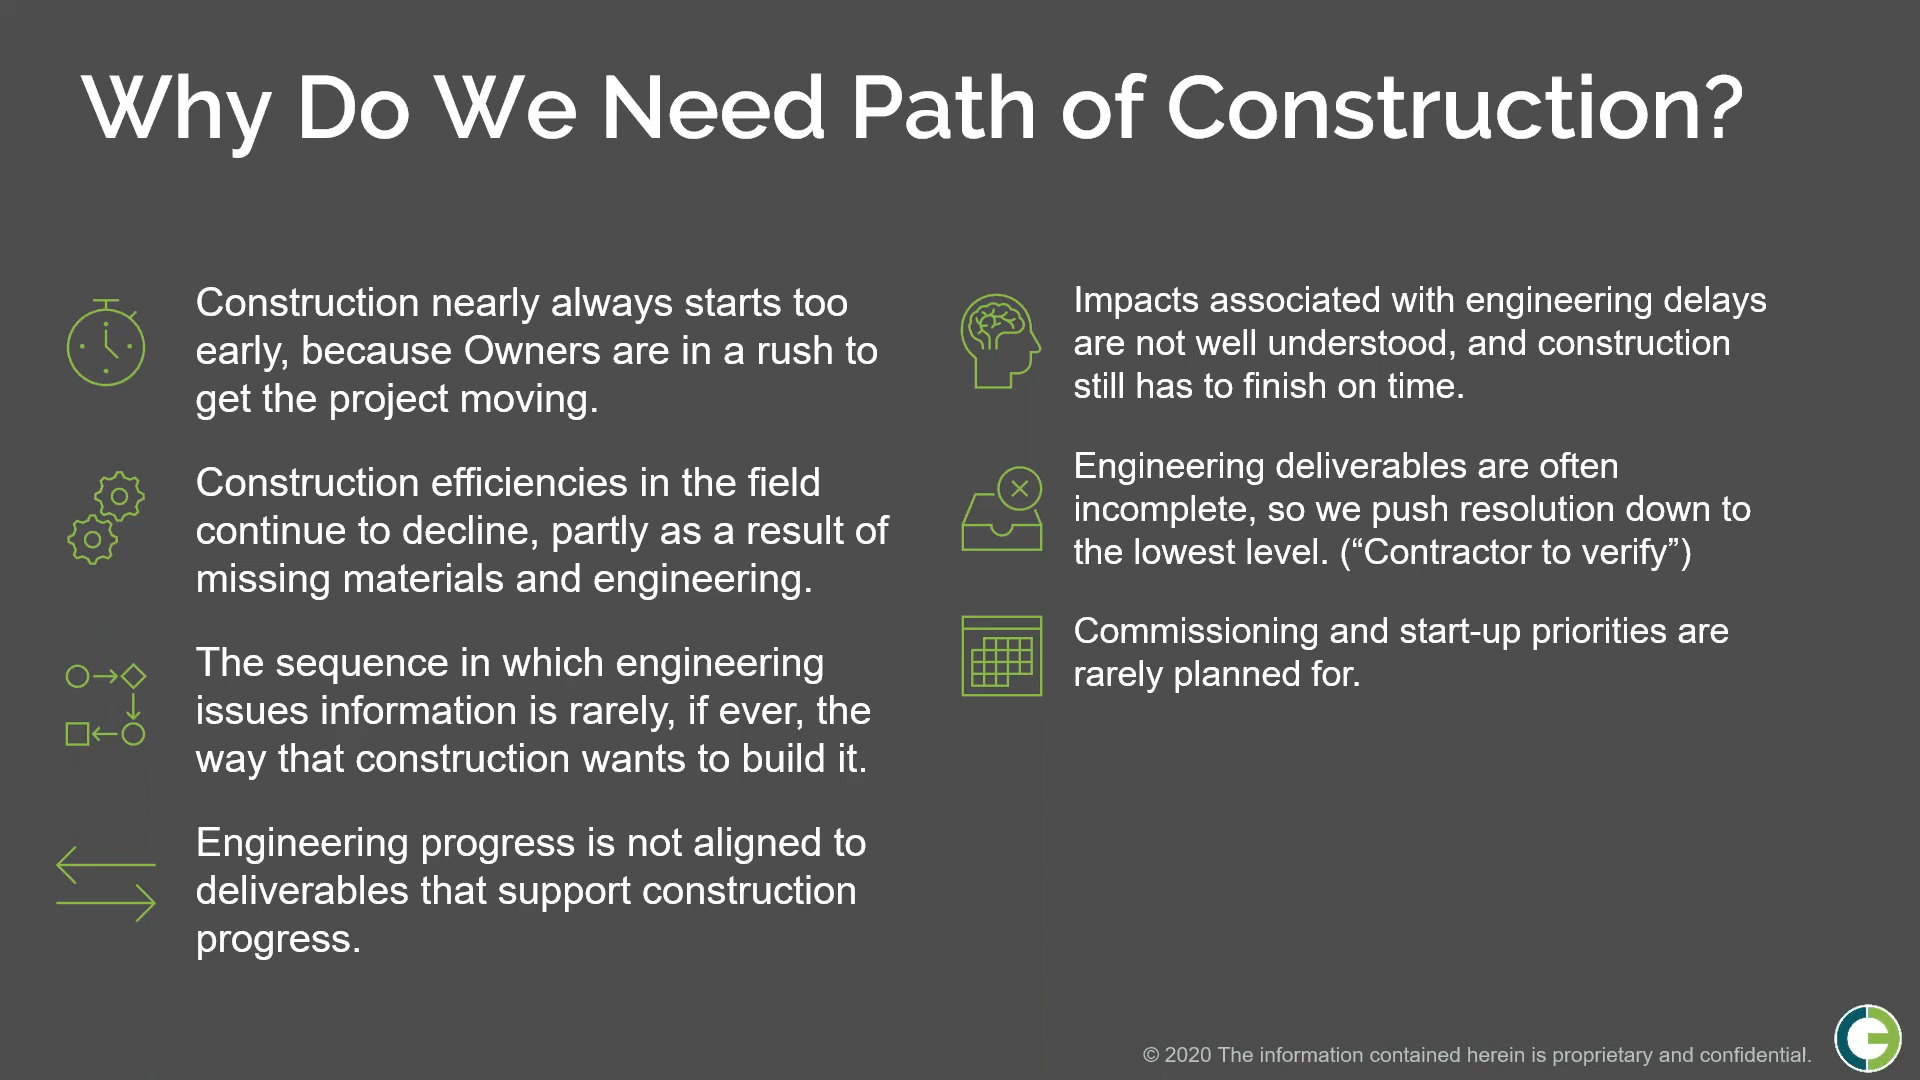 Why Do We Need Path of Construction?
Construction nearly always starts too
early, because Owners are in a rush to
get the project moving.
Construction efficiencies in the field
continue to decline, partly as a result of
missing materials and engineering.
The sequence in which engineering
issues information is rarely, if ever, the
way that construction wants to build it.
Engineering progress is not aligned to
deliverables that support construction
progress.
Impacts associated with engineering delays
are not well understood, and construction
still has to finish on time.
Engineering deliverables are often
incomplete, so we push resolution down to
the lowest level. (“Contractor to verify”)
Commissioning and start-up priorities are
rarely planned for.
© 2020 The information contained herein is proprietary and confidential.